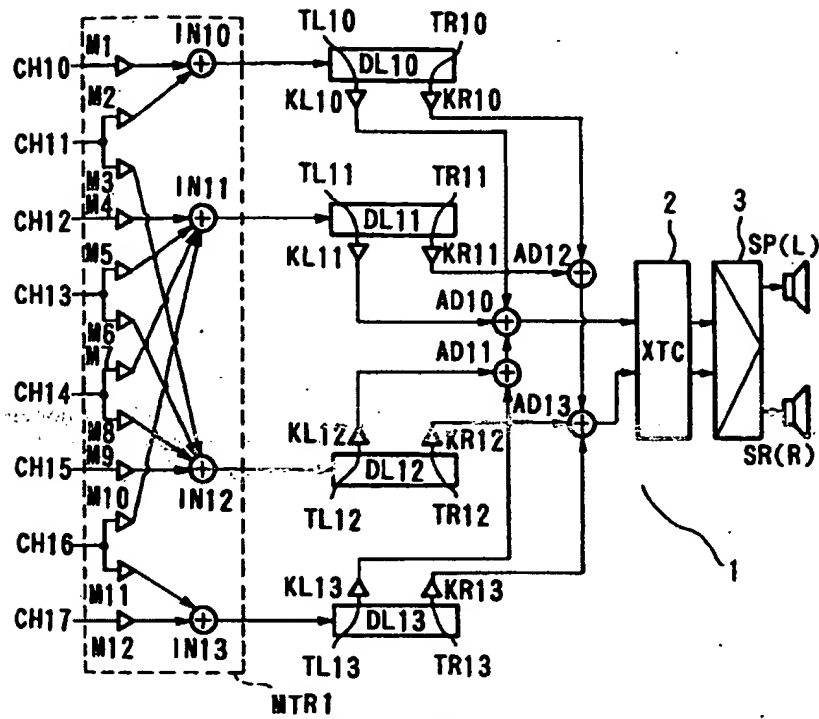 TL10 TR10
M1 IN10
CH10 DL10
M2 KL10 KR10
CH11
M3 IN11 TL11 TR11
M4
CH12 DL11 2 3 SP(L)
M5 KL11 KR11 AD12
CH13 AD10
M6 XTC
M7 AD11
CH14 AD13
M8 KL12 KR12
M9 SR(R)
CH15 DL12
M10 IN12 TL12 TR12
CH16
M11 KL13 KR13 1
CH17 DL13
M12 IN13 TL13 TR13
MTR1